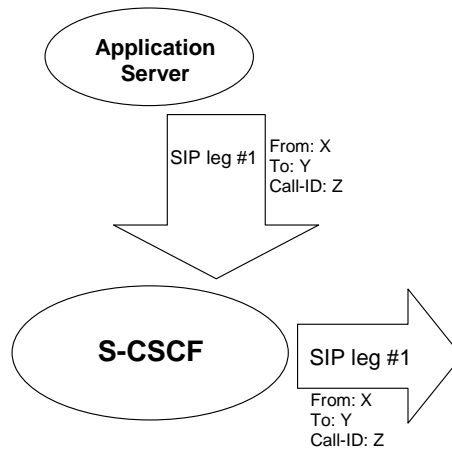 Application
Server
SIP leg #1
From: X
To: Y
Call-ID: Z
S-CSCF
SIP leg #1
From: X
To: Y
Call-ID: Z